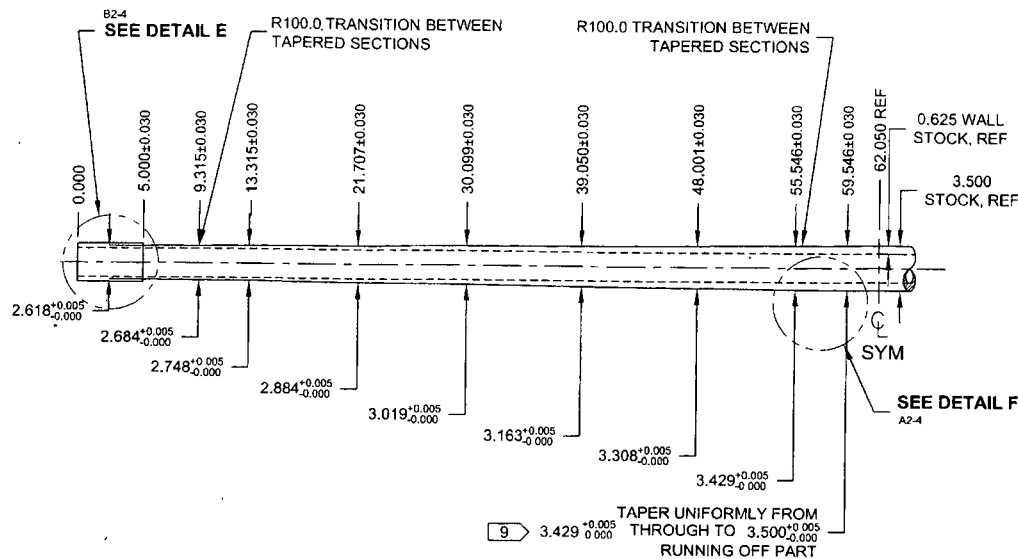 B2-4
SEE DETAIL E
R100.0 TRANSITION BETWEEN
TAPERED SECTIONS
R100.0 TRANSITION BETWEEN
TAPERED SECTIONS
0.000
5.000±0.030
9.315±0.030
13.315±0.030
21.707±0.030
30.099±0.030
39.050±0.030
48.001±0.030
55.546±0.030
59.546±0 030
62.050 REF
0.625 WALL
STOCK, REF
3.500
STOCK, REF
2.618 +0.005 -0.000
2.684 +0.005 -0.000
2.748 +0.005 -0.000
2.884 +0.005 -0.000
3.019 +0.005 -0.000
3.163 +0.005 -0.000
3.308 +0.005 -0.000
3.429 +0.005 -0 000
℄
SYM
SEE DETAIL F
A2-4
TAPER UNIFORMLY FROM
9 3.429 +0.005 0 000 THROUGH TO 3.500 +0.005 -0.000
RUNNING OFF PART